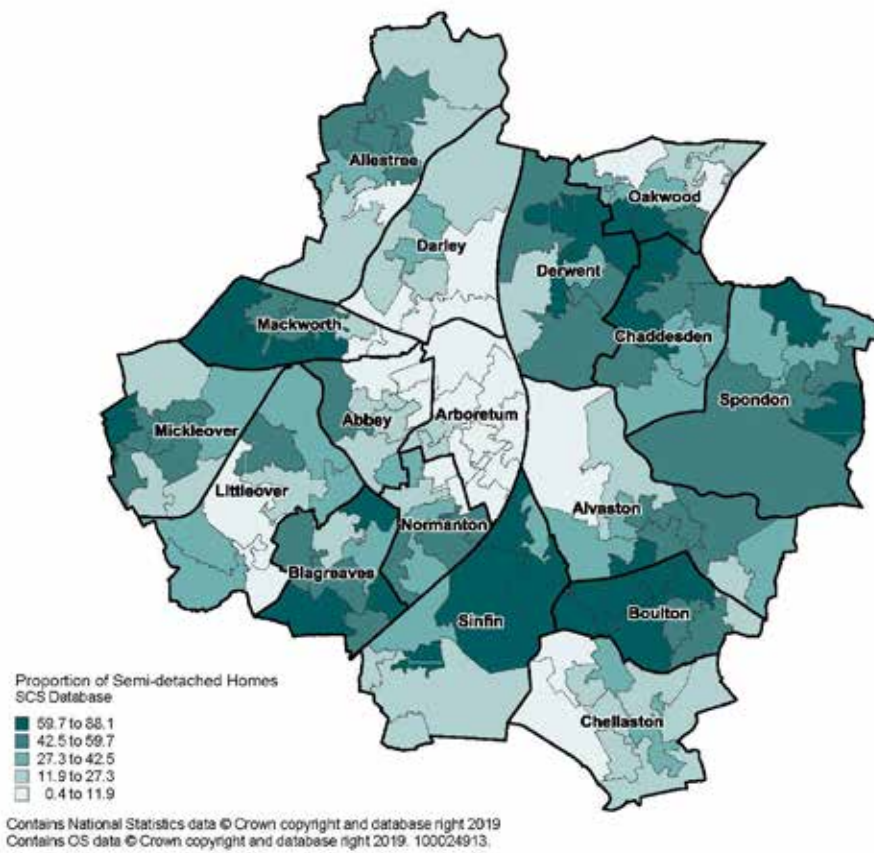 Allestree
Oakwood
Darley
Derwent
Mackworth
Chaddesden
Spondon
Abbey
Arboretum
Mickleover
Littleover
Alvaston
Normanton
Blagreaves
Sinfin
Boulton
Chellaston
Proportion of Semi-detached Homes
SCS Database
59.7 to 88.1
42.5 to 59.7
27.3 to 42.5
11.9 to 27.3
0.4 to 11.9
Contains National Statistics data © Crown copyright and database right 2019
Contains OS data © Crown copyright and database right 2019. 100024913.